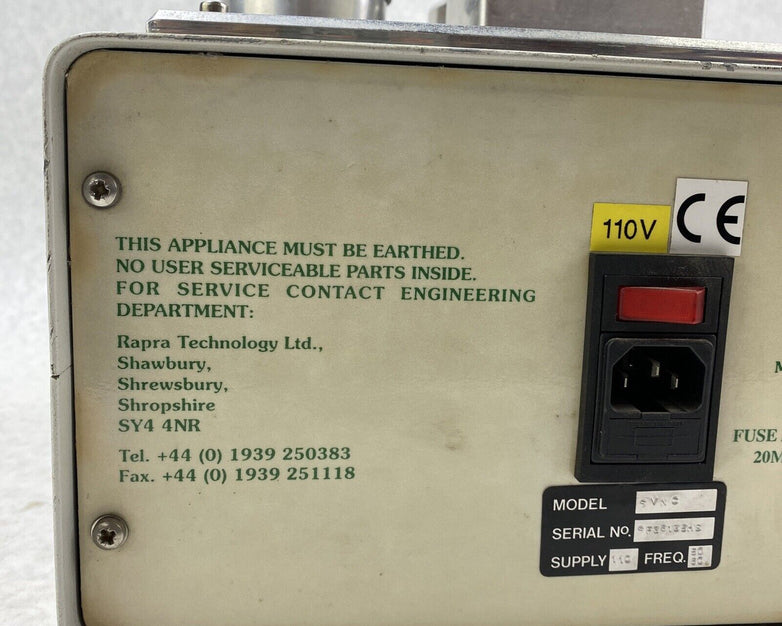 THIS APPLIANCE MUST BE EARTHED.
NO USER SERVICEABLE PARTS INSIDE.
FOR SERVICE CONTACT ENGINEERING
DEPARTMENT:
Rapra Technology Ltd.,
Shawbury,
Shrewsbury,
Shropshire
SY4 4NR
Tel. +44 (0) 1939 250383
Fax. +44 (0) 1939 251118
110V
CE
FUSE
20M
MODEL
SERIAL NO.
SUPPLY 110 FREQ.